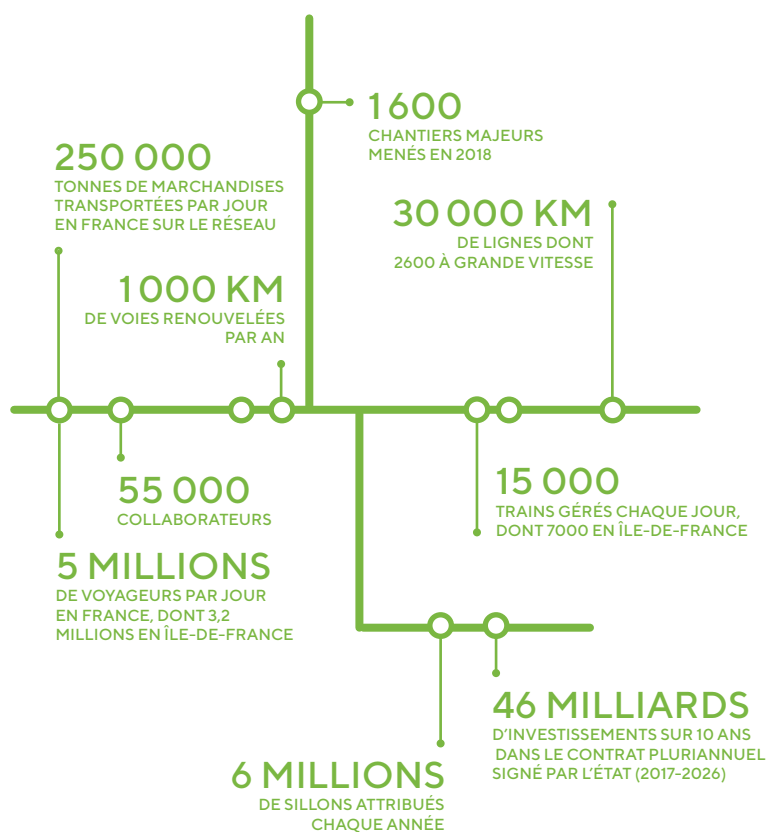 1600
CHANTIERS MAJEURS
MENÉS EN 2018
250 000
TONNES DE MARCHANDISES
TRANSPORTÉES PAR JOUR
EN FRANCE SUR LE RÉSEAU
30 000 KM
DE LIGNES DONT
2600 À GRANDE VITESSE
1 000 KM
DE VOIES RENOUVELÉES
PAR AN
55 000
COLLABORATEURS
15 000
TRAINS GÉRÉS CHAQUE JOUR,
DONT 7000 EN ÎLE-DE-FRANCE
5 MILLIONS
DE VOYAGEURS PAR JOUR
EN FRANCE, DONT 3,2
MILLIONS EN ÎLE-DE-FRANCE
46 MILLIARDS
D’INVESTISSEMENTS SUR 10 ANS
DANS LE CONTRAT PLURIANNUEL
SIGNÉ PAR L’ÉTAT (2017-2026)
6 MILLIONS
DE SILLONS ATTRIBUÉS
CHAQUE ANNÉE